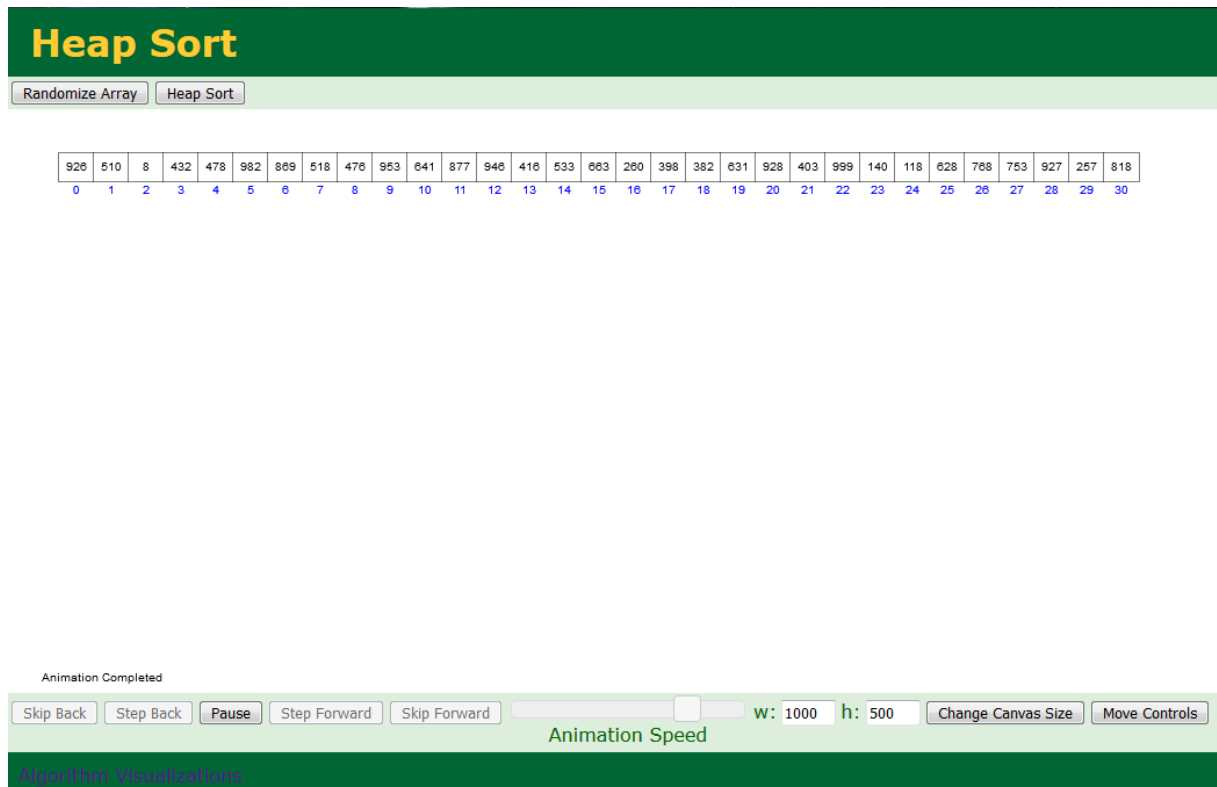 Heap Sort
Randomize Array Heap Sort
926 510 8 432 478 982 869 518 476 953 641 877 946 416 533 663 260 398 382 631 928 403 999 140 118 628 768 753 927 257 818
0 1 2 3 4 5 6 7 8 9 10 11 12 13 14 15 16 17 18 19 20 21 22 23 24 25 26 27 28 29 30
Animation Completed
Skip Back Step Back Pause Step Forward Skip Forward w: 1000 h: 500 Change Canvas Size Move Controls
Animation Speed
Algorithm Visualizations